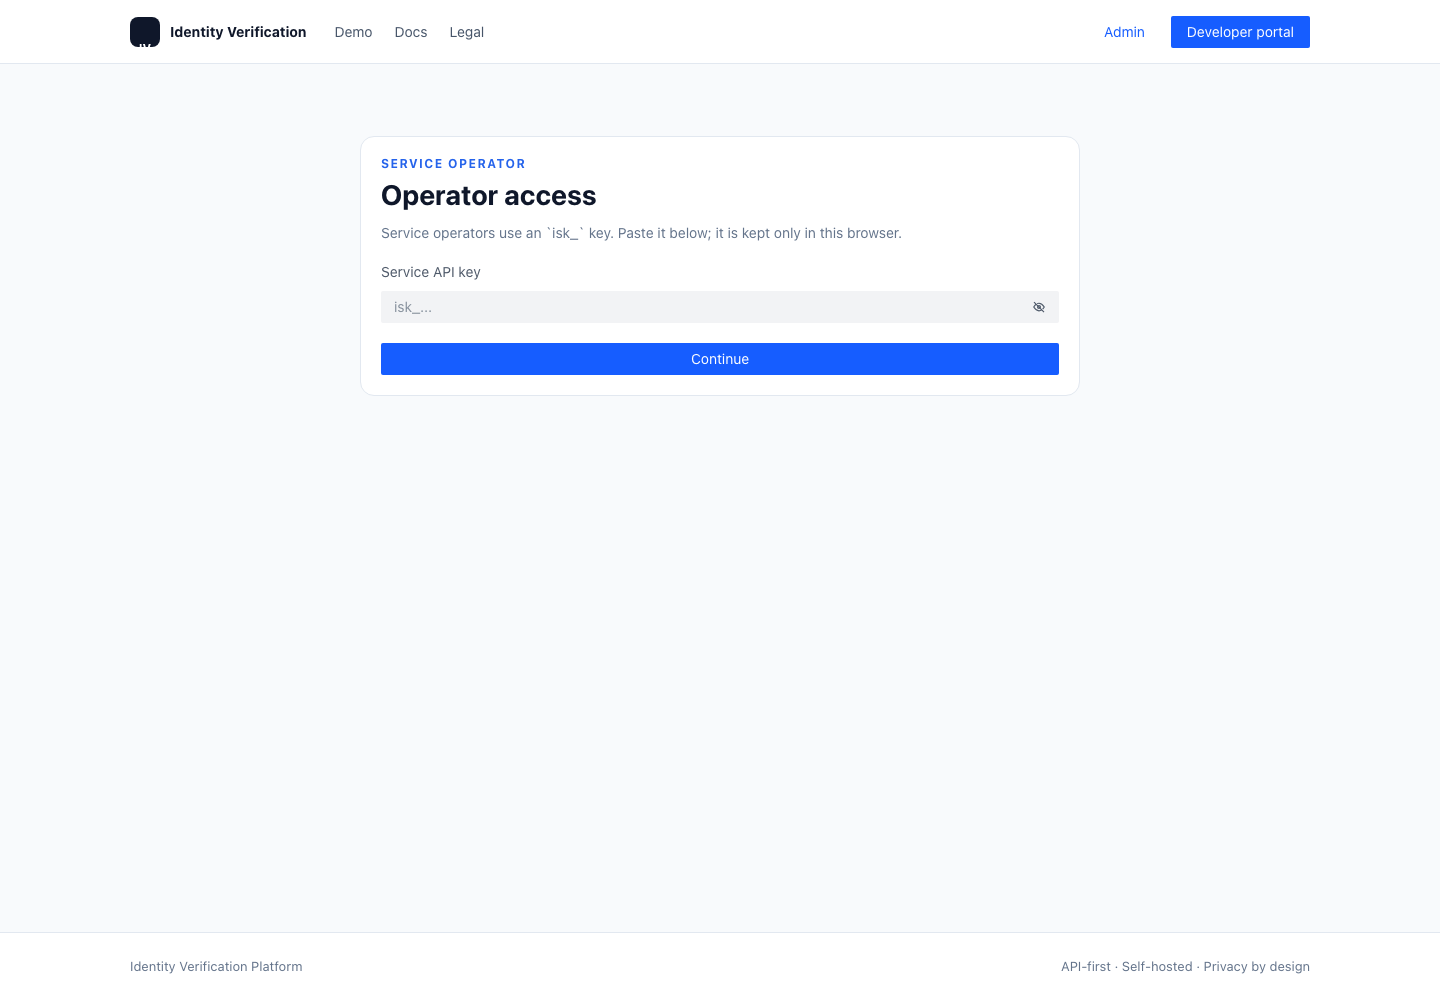 Identity Verification
Demo
Docs
Legal
Admin
Developer portal
SERVICE OPERATOR
Operator access
Service operators use an `isk_` key. Paste it below; it is kept only in this browser.
Service API key
isk_...
Continue
Identity Verification Platform
API-first · Self-hosted · Privacy by design